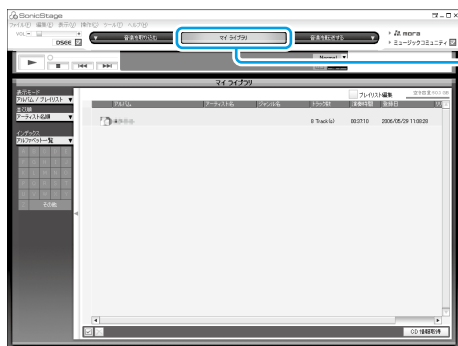 SonicStage
ファイル(F) 編集(E) 表示(V) 操作(C) ツール(T) ヘルプ(H)
VOL
DSEE
音楽を取り込む
マイ ライブラリ
音楽を転送する
mora
ミュージックコミュニティ
Normal
マイ ライブラリ
表示モード
アルバム / プレイリスト
並び順
アーティスト名順
インデックス
アルファベット一覧
その他
プレイリスト編集
アルバム アーティスト名 ジャンル名 トラック数 演奏時間 登録日
8 Track(s) 00:37:10 2006/05/29 11:08:20
CD 情報取得